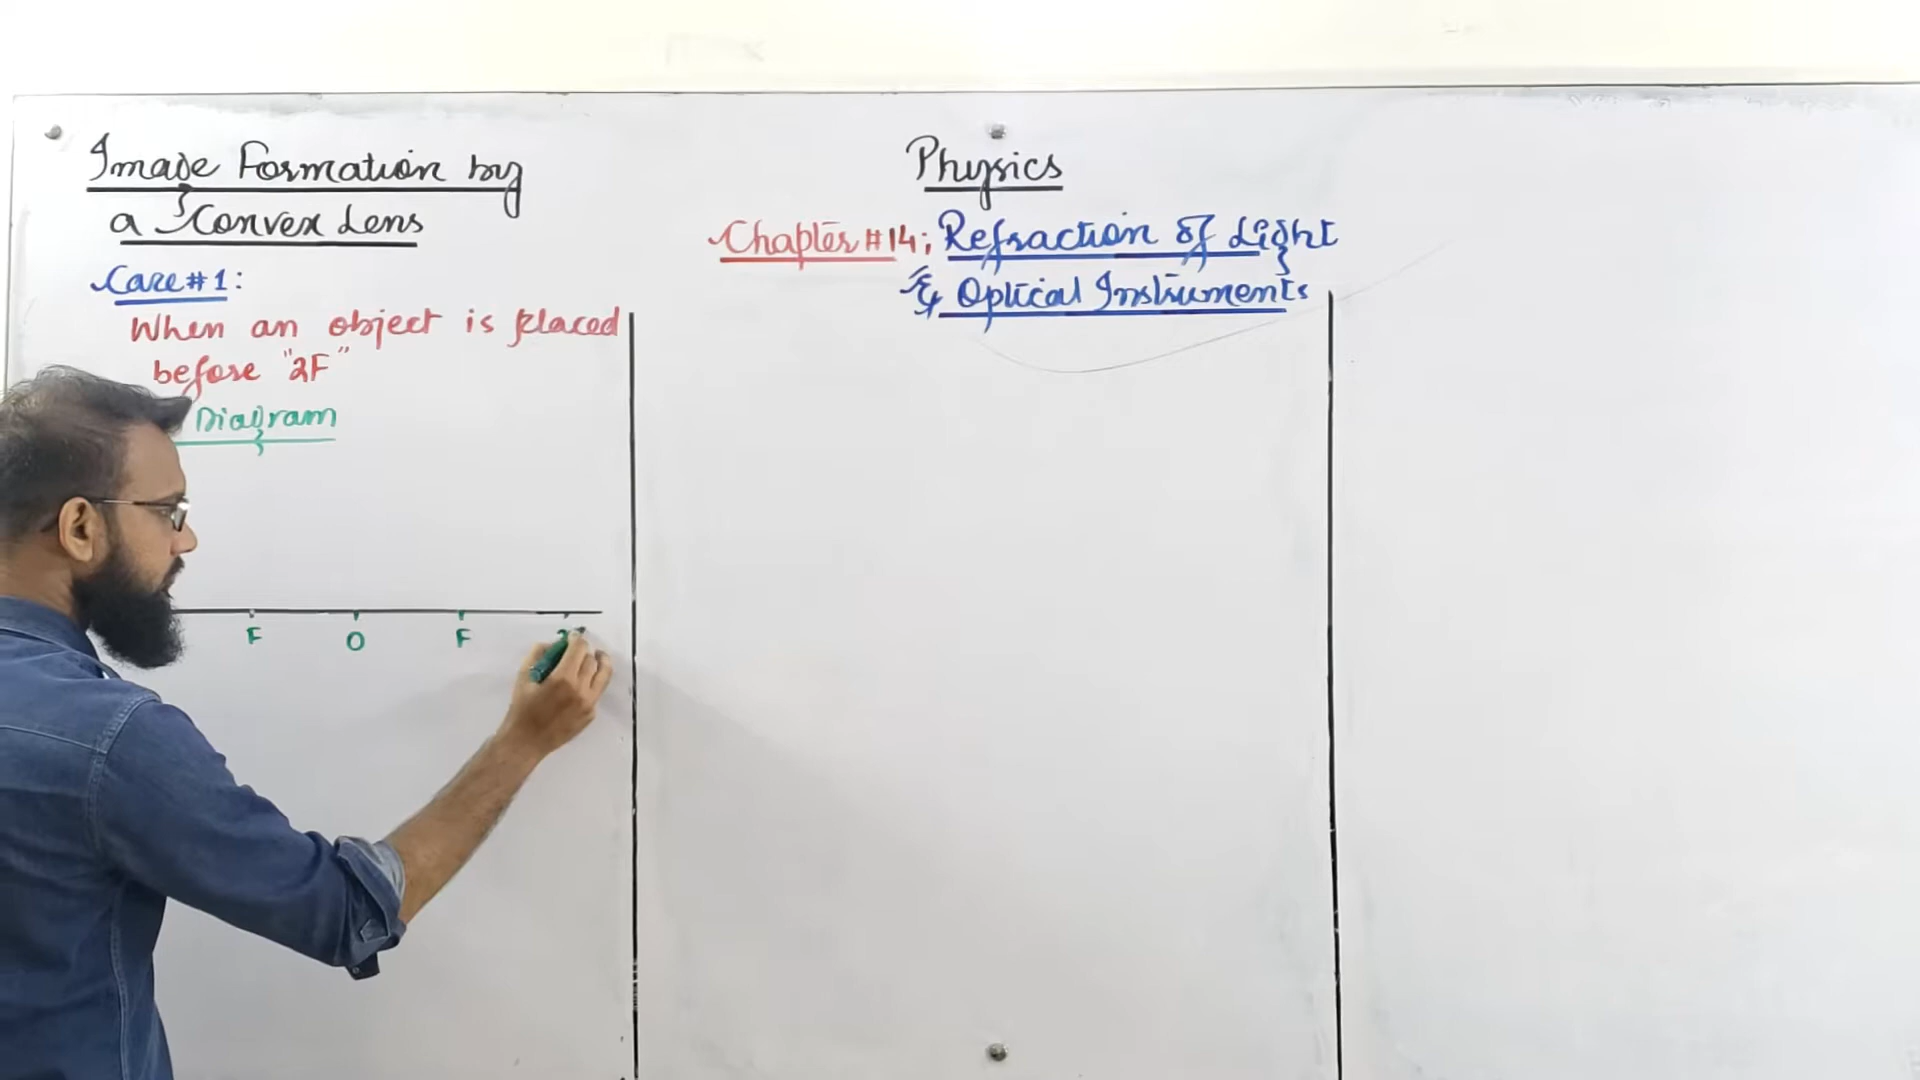 Image Formation by
a Convex Lens
Case#1:
When an object is placed
before "2F"
Diagram
F O F
Physics
Chapter#14; Refraction of Light
& Optical Instruments